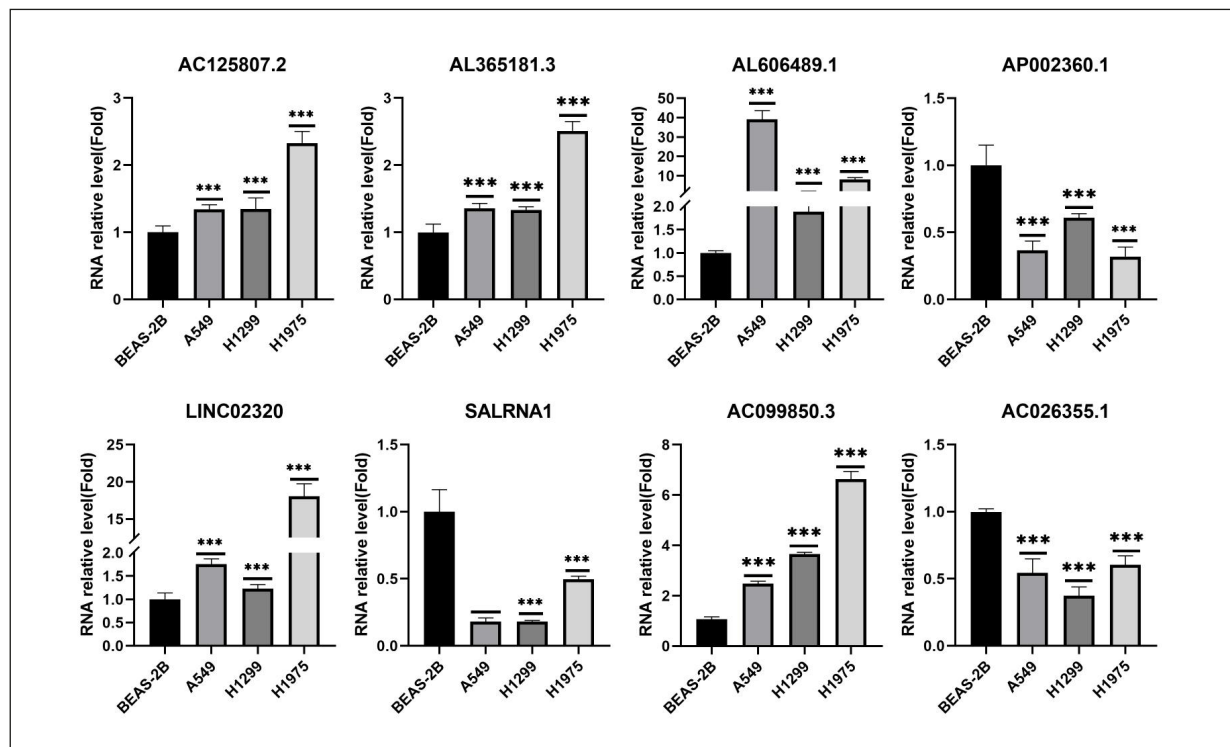 AC125807.2
RNA relative level(Fold)
3
2
1
0
***
***
***
BEAS-2B
A549
H1299
H1975
AL365181.3
RNA relative level(Fold)
3
2
1
0
***
***
***
BEAS-2B
A549
H1299
H1975
AL606489.1
RNA relative level(Fold)
50
40
30
20
10
2.0
1.5
1.0
0.5
0.0
***
***
***
BEAS-2B
A549
H1299
H1975
AP002360.1
RNA relative level(Fold)
1.5
1.0
0.5
0.0
***
***
***
BEAS-2B
A549
H1299
H1975
LINC02320
RNA relative level(Fold)
25
20
15
2.0
1.5
1.0
0.5
0.0
***
***
***
BEAS-2B
A549
H1299
H1975
SALRNA1
RNA relative level(Fold)
1.5
1.0
0.5
0.0
***
***
BEAS-2B
A549
H1299
H1975
AC099850.3
RNA relative level(Fold)
8
6
4
2
0
***
***
***
BEAS-2B
A549
H1299
H1975
AC026355.1
RNA relative level(Fold)
1.5
1.0
0.5
0.0
***
***
***
BEAS-2B
A549
H1299
H1975